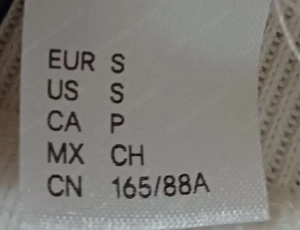 EUR S
US S
CA P
MX CH
CN 165/88A